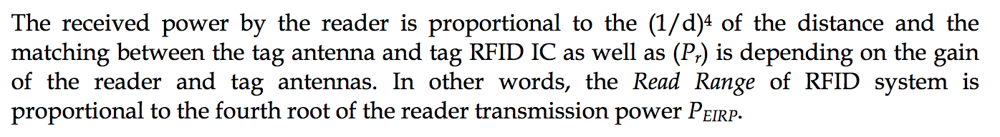 The received power by the reader is proportional to the (1/d)⁴ of the distance and the
matching between the tag antenna and tag RFID IC as well as (Pr) is depending on the gain
of the reader and tag antennas. In other words, the Read Range of RFID system is
proportional to the fourth root of the reader transmission power PEIRP.